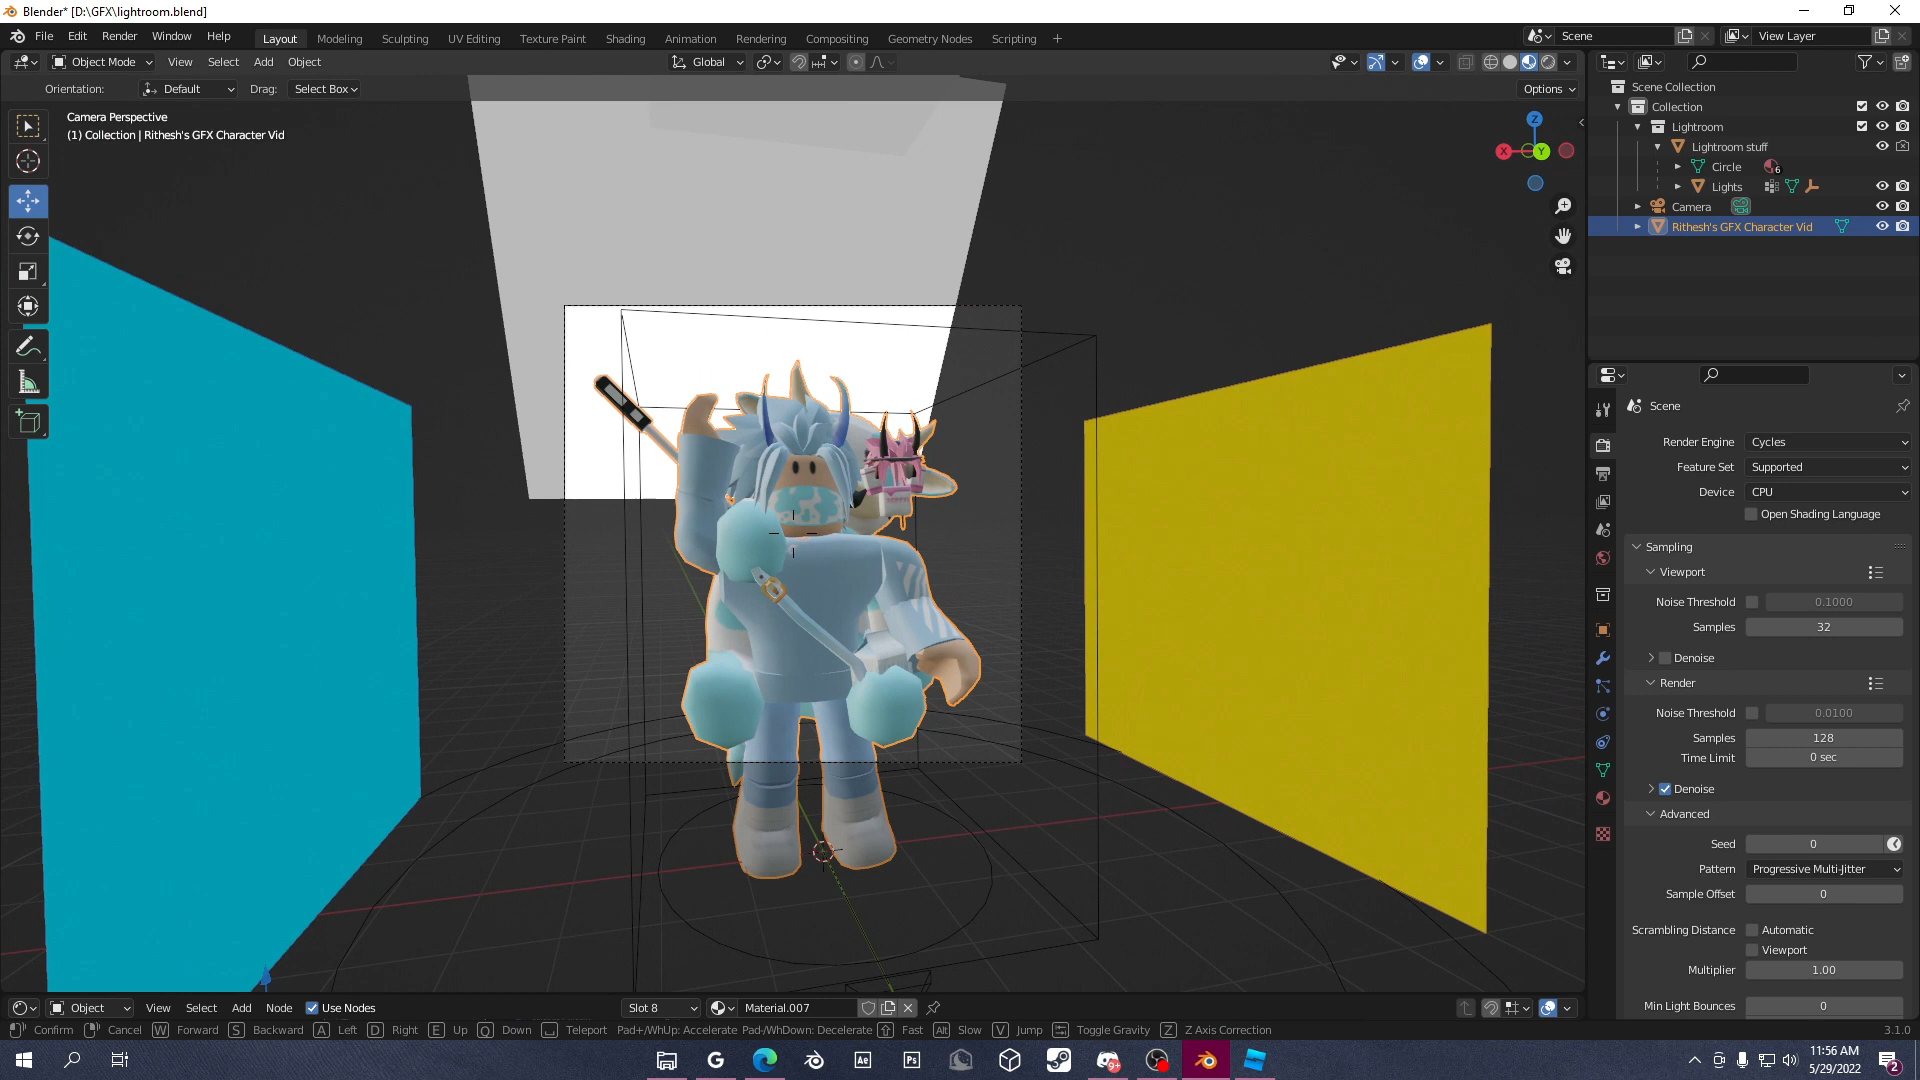 Blender* [D:\GFX\lightroom.blend]
File Edit Render Window Help Layout Modeling Sculpting UV Editing Texture Paint Shading Animation Rendering Compositing Geometry Nodes Scripting + Scene View Layer
Object Mode View Select Add Object Global
Orientation: Default Drag: Select Box Options
Camera Perspective
(1) Collection | Rithesh's GFX Character Vid
Z
X Y
Scene Collection
Collection
Lightroom
Lightroom stuff
Circle 6
Lights
Camera
Rithesh's GFX Character Vid
Scene
Render Engine Cycles
Feature Set Supported
Device CPU
Open Shading Language
Sampling
Viewport
Noise Threshold 0.1000
Samples 32
Denoise
Render
Noise Threshold 0.0100
Samples 128
Time Limit 0 sec
Denoise
Advanced
Seed 0
Pattern Progressive Multi-Jitter
Sample Offset 0
Scrambling Distance Automatic
Viewport
Multiplier 1.00
Min Light Bounces 0
Object View Select Add Node Use Nodes Slot 8 Material.007
Confirm Cancel W Forward S Backward A Left D Right E Up Q Down Teleport Pad+/WhUp: Accelerate Pad-/WhDown: Decelerate Fast Alt Slow V Jump Toggle Gravity Z Z Axis Correction 3.1.0
G Ae Ps 9+ 11:56 AM
5/29/2022 2